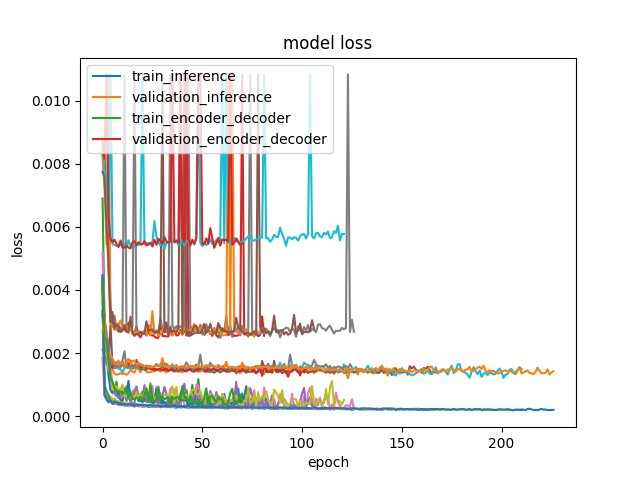 model loss
train_inference
validation_inference
train_encoder_decoder
validation_encoder_decoder
0.010
0.008
0.006
0.004
0.002
0.000
loss
0
50
100
150
200
epoch